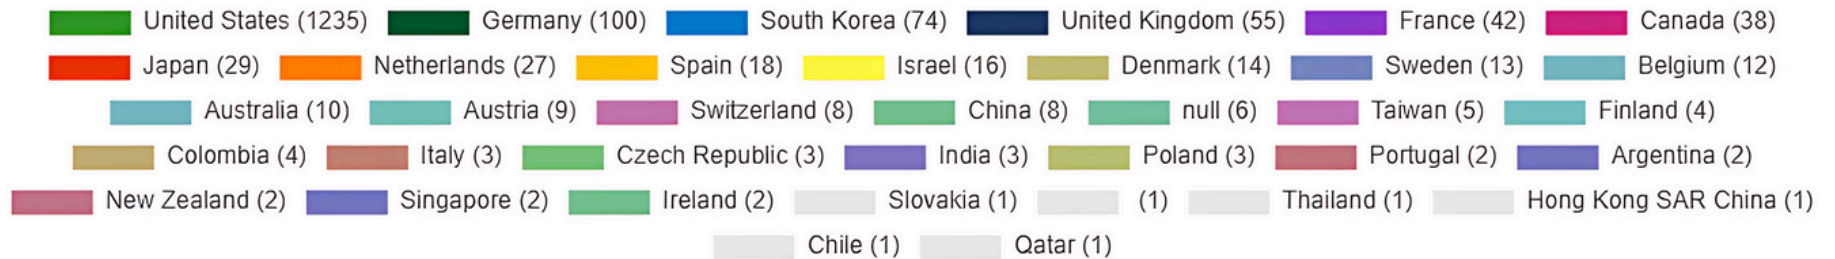 United States (1235) Germany (100) South Korea (74) United Kingdom (55) France (42) Canada (38)
Japan (29) Netherlands (27) Spain (18) Israel (16) Denmark (14) Sweden (13) Belgium (12)
Australia (10) Austria (9) Switzerland (8) China (8) null (6) Taiwan (5) Finland (4)
Colombia (4) Italy (3) Czech Republic (3) India (3) Poland (3) Portugal (2) Argentina (2)
New Zealand (2) Singapore (2) Ireland (2) Slovakia (1) (1) Thailand (1) Hong Kong SAR China (1)
Chile (1) Qatar (1)